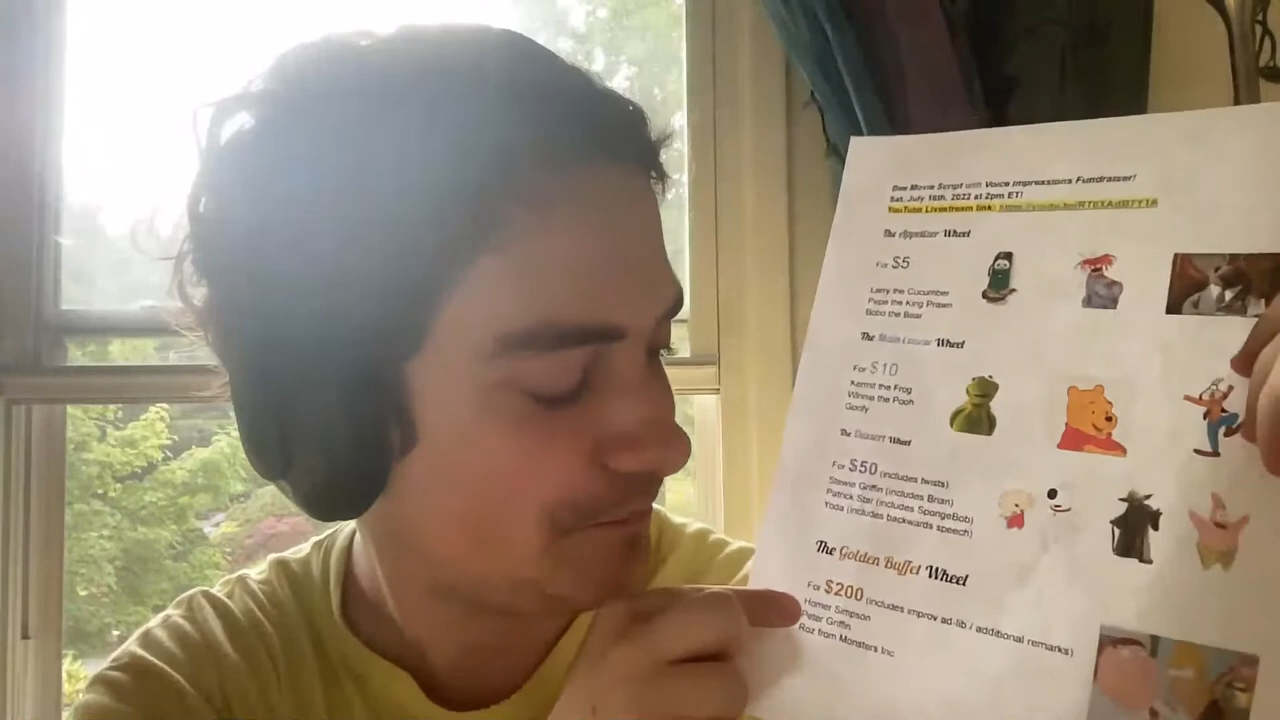 Bee Movie Script with Voice Impressions Fundraiser!
Sat. July 16th, 2022 at 2pm ET!
YouTube Livestream link:
The Appetizer Wheel
For $5
Larry the Cucumber
Pepe the King Prawn
Bobo the Bear
The Main Course Wheel
For $10
Kermit the Frog
Winnie the Pooh
Goofy
The Dessert Wheel
For $50 (includes twists)
Stewie Griffin (includes Brian)
Patrick Star (includes SpongeBob)
Yoda (includes backwards speech)
The Golden Buffet Wheel
For $200 (includes improv ad-lib / additional remarks)
Homer Simpson
Peter Griffin
Roz from Monsters Inc